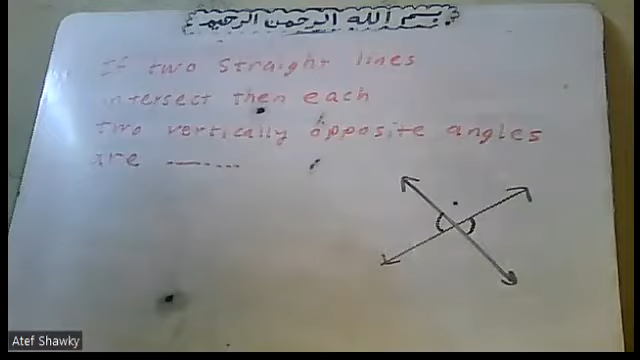 بسم الله الرحمن الرحيم
If two straight lines
intersect then each
two vertically opposite angles
are -------
Atef Shawky